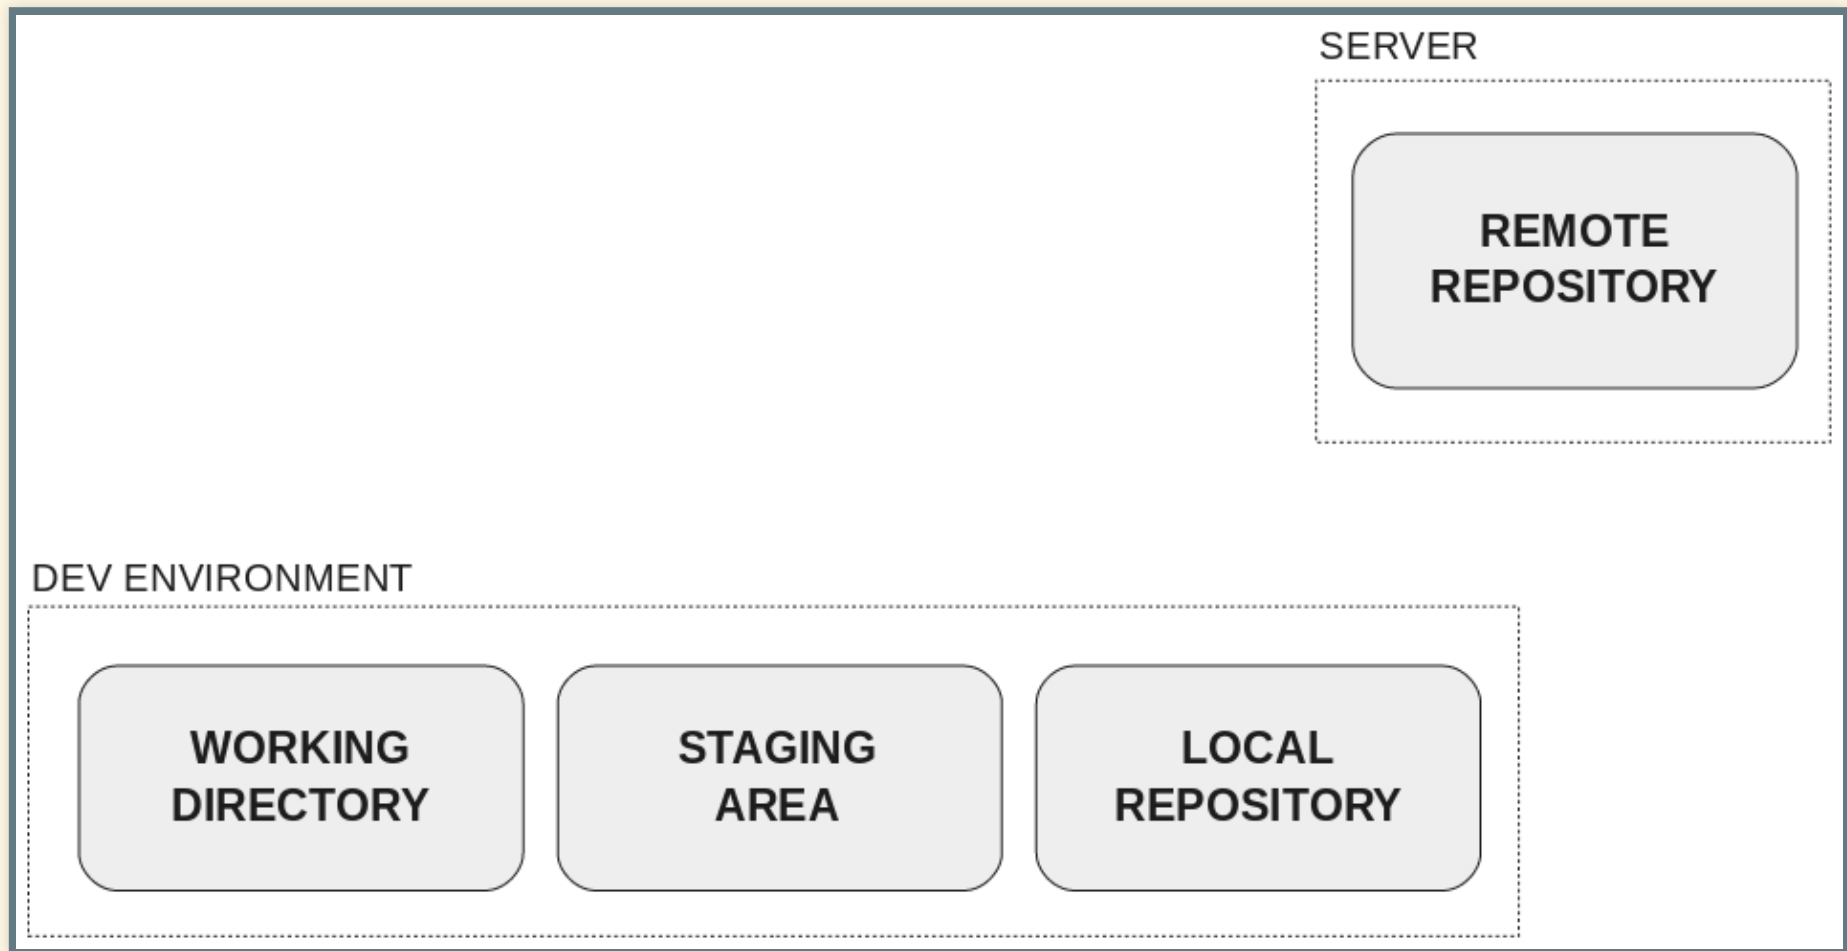 SERVER
REMOTE
REPOSITORY
DEV ENVIRONMENT
WORKING
DIRECTORY
STAGING
AREA
LOCAL
REPOSITORY